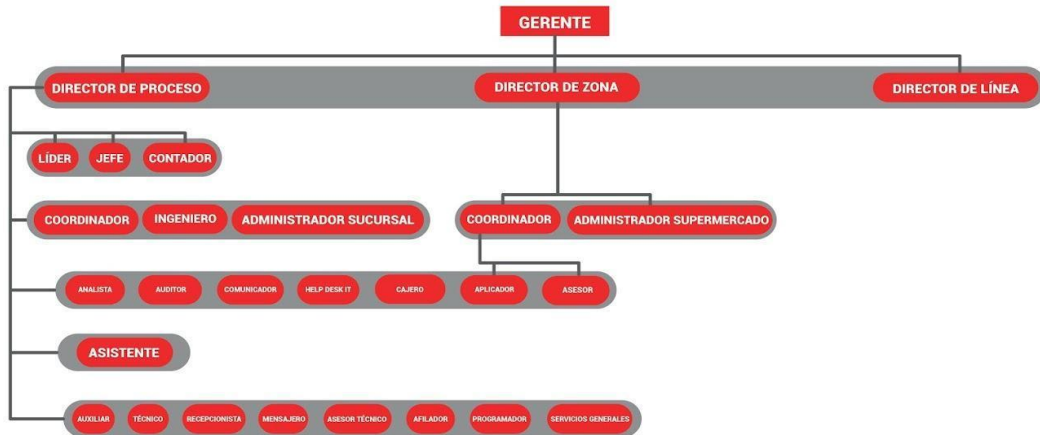 GERENTE
DIRECTOR DE PROCESO
DIRECTOR DE ZONA
DIRECTOR DE LÍNEA
LÍDER
JEFE
CONTADOR
COORDINADOR
INGENIERO
ADMINISTRADOR SUCURSAL
COORDINADOR
ADMINISTRADOR SUPERMERCADO
ANALISTA
AUDITOR
COMUNICADOR
HELP DESK IT
CAJERO
APLICADOR
ASESOR
ASISTENTE
AUXILIAR
TÉCNICO
RECEPCIONISTA
MENSAJERO
ASESOR TÉCNICO
AFILADOR
PROGRAMADOR
SERVICIOS GENERALES